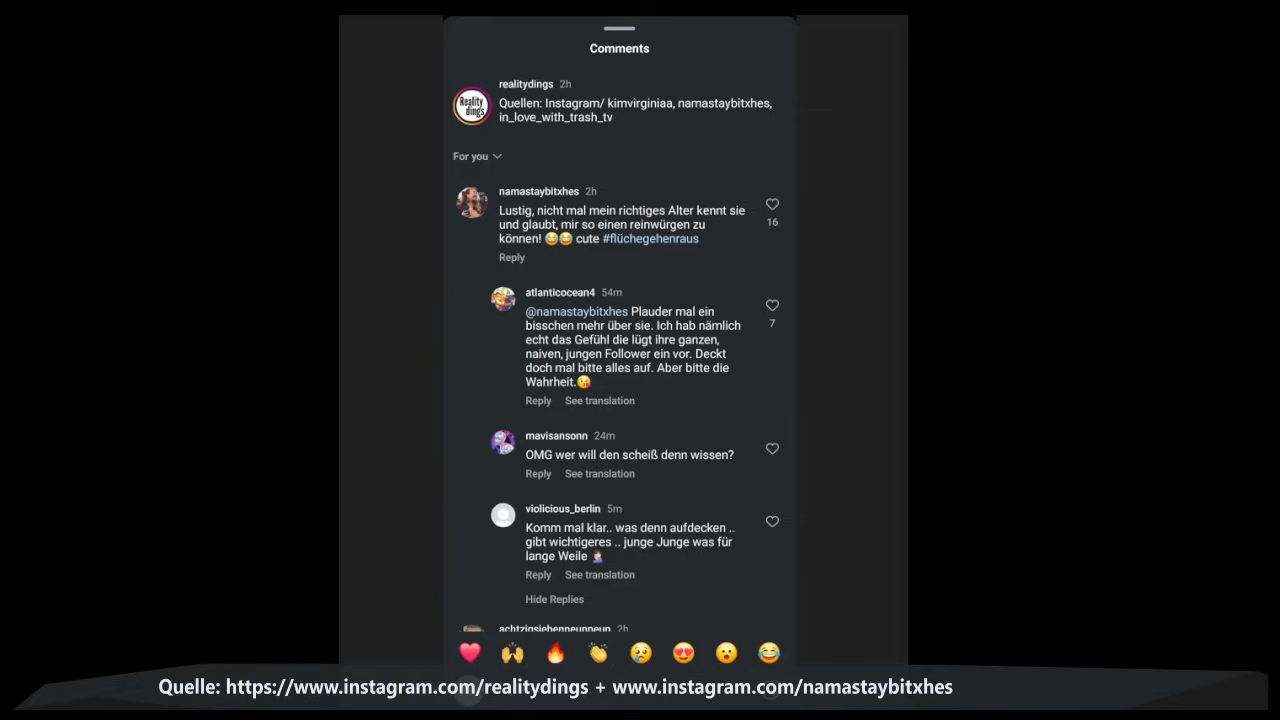 Comments
realitydings 2h
Reality
dings
Quellen: Instagram/ kimvirginiaa, namastaybitxhes,
in_love_with_trash_tv
For you
namastaybitxhes 2h
Lustig, nicht mal mein richtiges Alter kennt sie
und glaubt, mir so einen reinwürgen zu
können! 😂😂 cute #flüchegehenraus
16
Reply
atlanticocean4 54m
@namastaybitxhes Plauder mal ein
bisschen mehr über sie. Ich hab nämlich
echt das Gefühl die lügt ihre ganzen,
naiven, jungen Follower ein vor. Deckt
doch mal bitte alles auf. Aber bitte die
Wahrheit.😘
7
Reply See translation
mavisansonn 24m
OMG wer will den scheiß denn wissen?
Reply See translation
violicious_berlin 5m
Komm mal klar.. was denn aufdecken ..
gibt wichtigeres .. junge Junge was für
lange Weile 🤦🏻‍♀️
Reply See translation
Hide Replies
achtzigsiebenneunneun 2h
Quelle: https://www.instagram.com/realitydings + www.instagram.com/namastaybitxhes